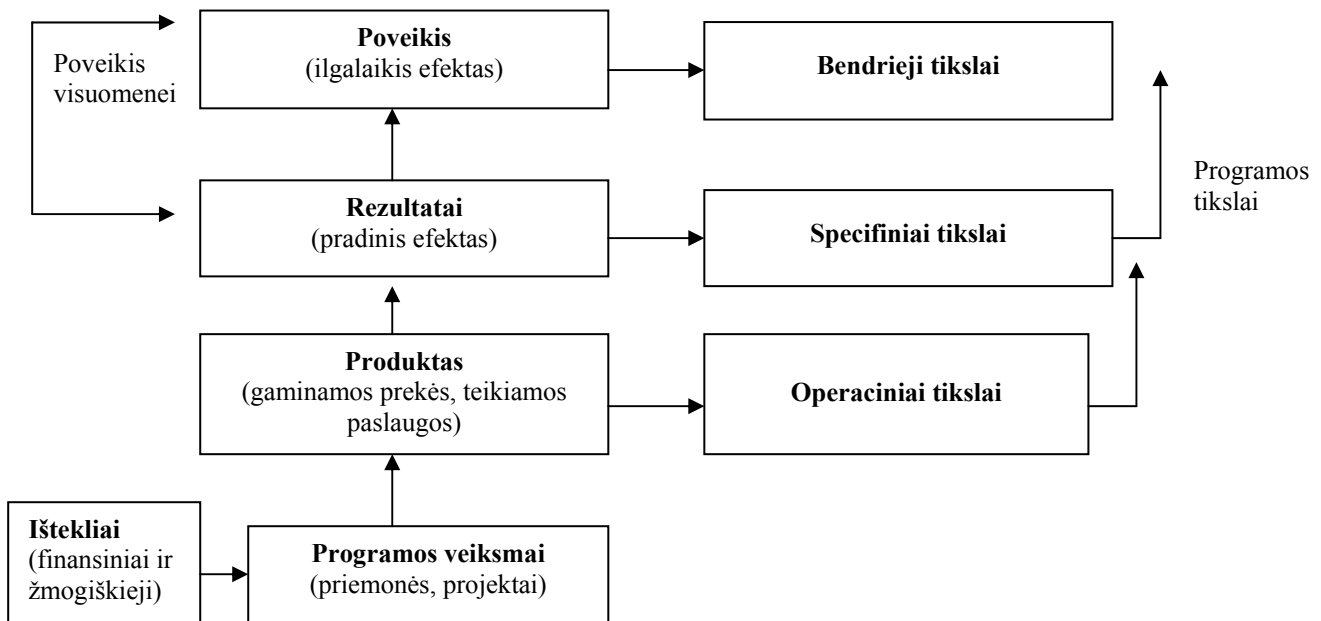 Poveikis
(ilgalaikis efektas)
Bendrieji tikslai
Poveikis
visuomenei
Programos
tikslai
Rezultatai
(pradinis efektas)
Specifiniai tikslai
Produktas
(gaminamos prekės, teikiamos
paslaugos)
Operaciniai tikslai
Ištekliai
(finansiniai ir
žmogiškieji)
Programos veiksmai
(priemonės, projektai)